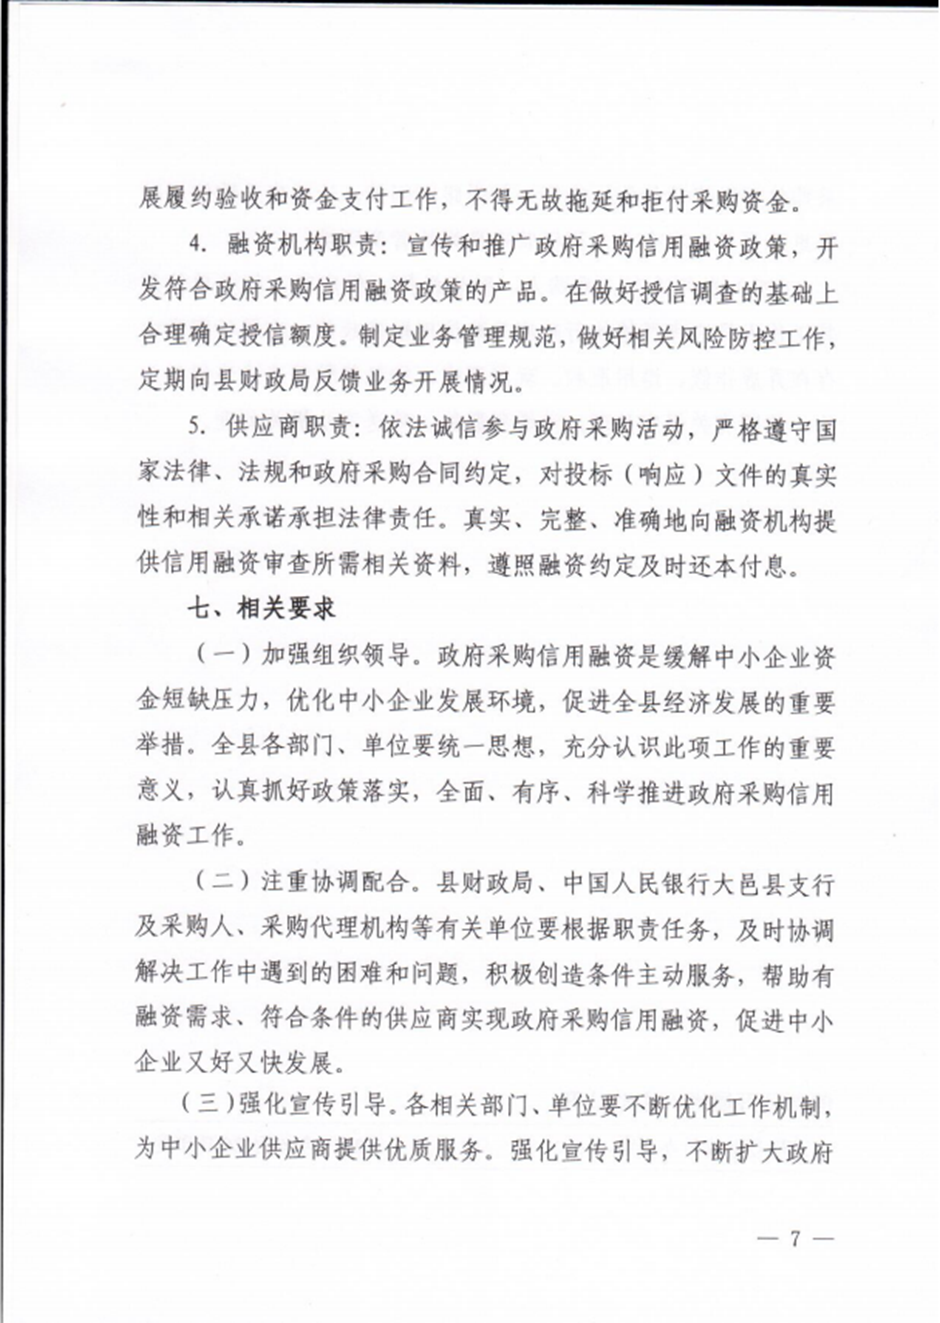 展履约验收和资金支付工作，不得无故拖延和拒付采购资金。
4．融资机构职责：宣传和推广政府采购信用融资政策，开
发符合政府采购信用融资政策的产品。在做好授信调查的基础上
合理确定授信额度。制定业务管理规范，做好相关风险防控工作，
定期向县财政局反馈业务开展情况。
5．供应商职责：依法诚信参与政府采购活动，严格遵守国
家法律、法规和政府采购合同约定，对投标（响应）文件的真实
性和相关承诺承担法律责任。真实、完整、准确地向融资机构提
供信用融资审查所需相关资料，遵照融资约定及时还本付息。
七、相关要求
（一）加强组织领导。政府采购信用融资是缓解中小企业资
金短缺压力，优化中小企业发展环境，促进全县经济发展的重要
举措。全县各部门、单位要统一思想，充分认识此项工作的重要
意义，认真抓好政策落实，全面、有序、科学推进政府采购信用
融资工作。
（二）注重协调配合。县财政局、中国人民银行大邑县支行
及采购人、采购代理机构等有关单位要根据职责任务，及时协调
解决工作中遇到的困难和问题，积极创造条件主动服务，帮助有
融资需求、符合条件的供应商实现政府采购信用融资，促进中小
企业又好又快发展。
（三）强化宣传引导。各相关部门、单位要不断优化工作机制，
为中小企业供应商提供优质服务。强化宣传引导，不断扩大政府
— 7 —